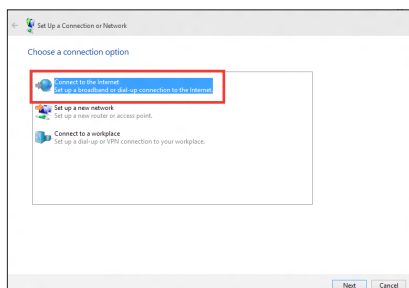 Set Up a Connection or Network
Choose a connection option
Connect to the Internet
Set up a broadband or dial-up connection to the Internet.
Set up a new network
Set up a new router or access point.
Connect to a workplace
Set up a dial-up or VPN connection to your workplace.
Next Cancel